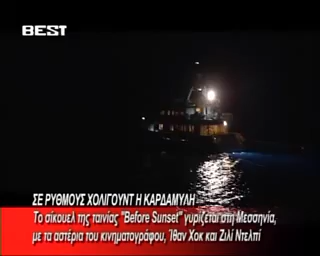 BEST
ΣΕ ΡΥΘΜΟΥΣ ΧΟΛΙΓΟΥΝΤ Η ΚΑΡΔΑΜΥΛΗ
Το σίκουελ της ταινίας "Before Sunset" γυρίζεται στη Μεσσηνία,
με τα αστέρια του κινηματογράφου, Ίθαν Χοκ και Ζιλί Ντελπί